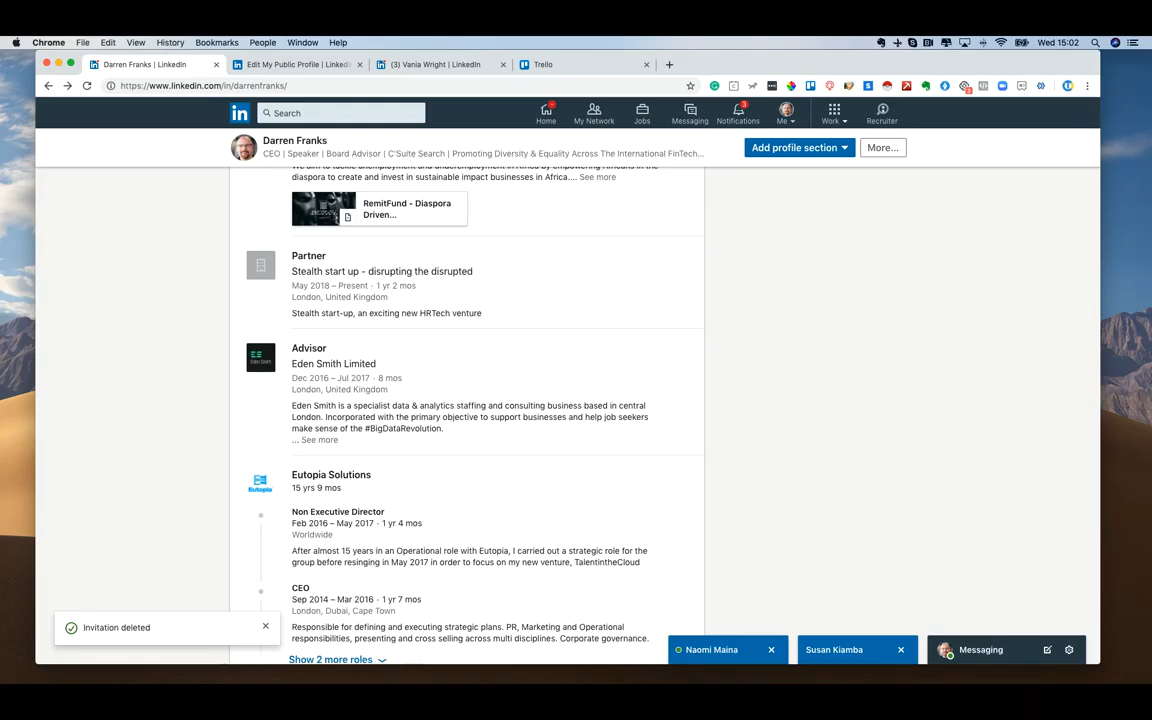 Chrome File Edit View History Bookmarks People Window Help Wed 15:02
Darren Franks | LinkedIn Edit My Public Profile | LinkedI (3) Vania Wright | LinkedIn Trello
https://www.linkedin.com/in/darrenfranks/
in Search Home My Network Jobs Messaging 3 Notifications Me Work Recruiter
Darren Franks
CEO | Speaker | Board Advisor | C'Suite Search | Promoting Diversity & Equality Across The International FinTech...
Add profile section More...
diaspora to create and invest in sustainable impact businesses in Africa.... See more
RemitFund - Diaspora
Driven...
Partner
Stealth start up - disrupting the disrupted
May 2018 – Present · 1 yr 2 mos
London, United Kingdom
Stealth start-up, an exciting new HRTech venture
Advisor
Eden Smith Limited
Dec 2016 – Jul 2017 · 8 mos
London, United Kingdom
Eden Smith is a specialist data & analytics staffing and consulting business based in central
London. Incorporated with the primary objective to support businesses and help job seekers
make sense of the #BigDataRevolution.
... See more
Eutopia
Eutopia Solutions
15 yrs 9 mos
Non Executive Director
Feb 2016 – May 2017 · 1 yr 4 mos
Worldwide
After almost 15 years in an Operational role with Eutopia, I carried out a strategic role for the
group before resinging in May 2017 in order to focus on my new venture, TalentintheCloud
CEO
Sep 2014 – Mar 2016 · 1 yr 7 mos
London, Dubai, Cape Town
Responsible for defining and executing strategic plans. PR, Marketing and Operational
responsibilities, presenting and cross selling across multi disciplines. Corporate governance.
Show 2 more roles
Invitation deleted
Naomi Maina Susan Kiamba Messaging